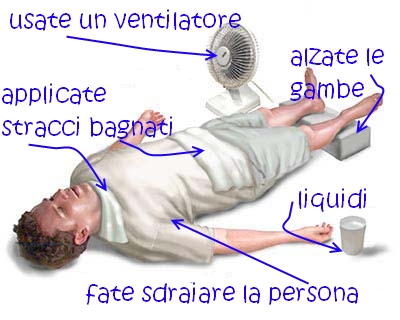 usate un ventilatore
alzate le
gambe
applicate
stracci bagnati
liquidi
fate sdraiare la persona